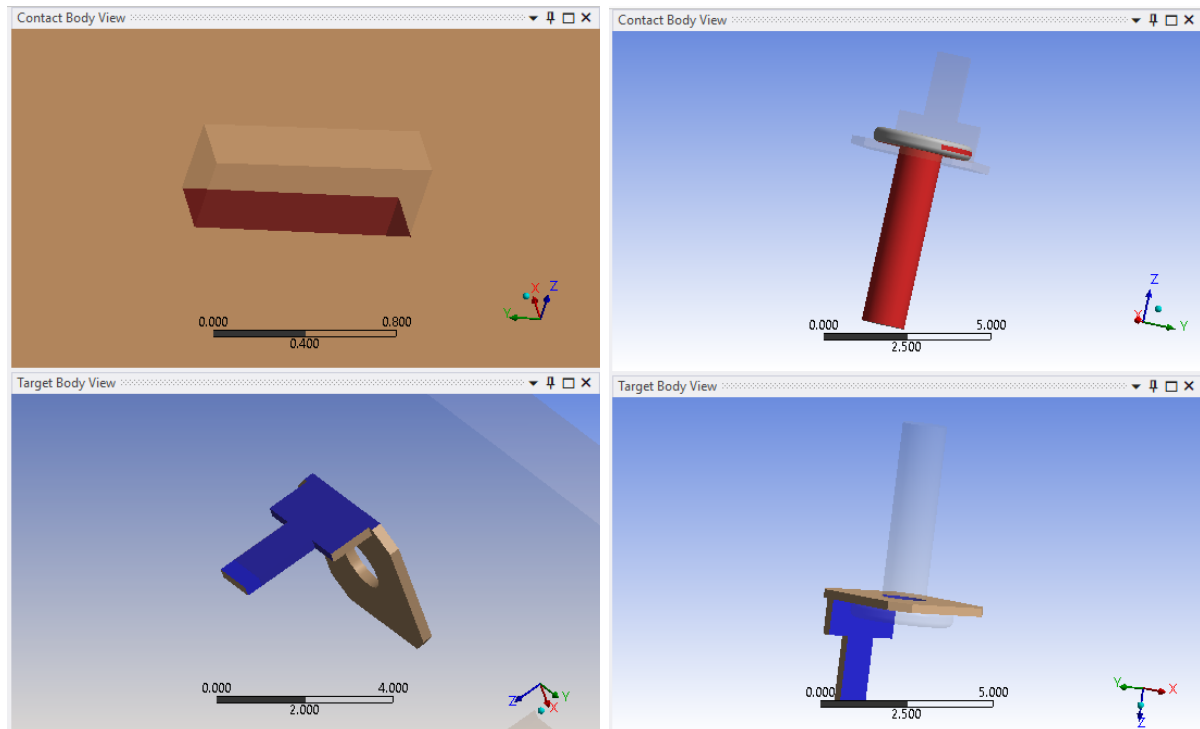 Contact Body View
X
Z
Y
0.000
0.800
0.400
Target Body View
0.000
4.000
2.000
Z
Y
X
Contact Body View
Z
X
Y
0.000
5.000
2.500
Target Body View
0.000
5.000
2.500
Y
X
Z